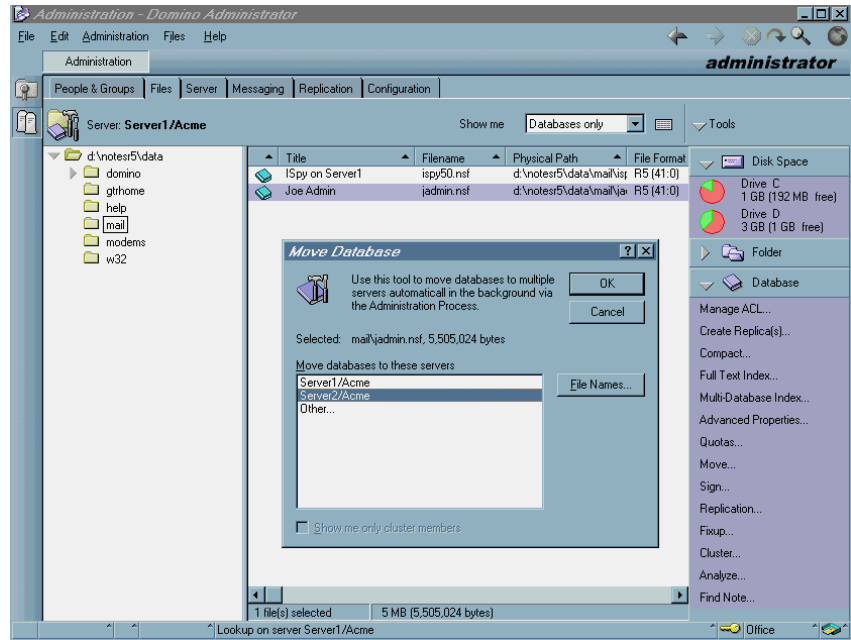 Administration - Domino Administrator
File Edit Administration Files Help
Administration
administrator
People & Groups Files Server Messaging Replication Configuration
Server: Server1/Acme
Show me Databases only
Tools
d:\notesr5\data
domino
gtrhome
help
mail
modems
w32
Title Filename Physical Path File Format
ISpy on Server1 ispy50.nsf d:\notesr5\data\mail\isp R5 (41:0)
Joe Admin jadmin.nsf d:\notesr5\data\mail\jac R5 (41:0)
Move Database
Use this tool to move databases to multiple
servers automaticall in the background via
the Administration Process.
OK
Cancel
Selected: mail\jadmin.nsf, 5,505,024 bytes
Move databases to these servers
Server1/Acme
Server2/Acme
Other...
File Names...
Show me only cluster members
Disk Space
Drive C
1 GB (192 MB free)
Drive D
3 GB (1 GB free)
Folder
Database
Manage ACL...
Create Replica(s)...
Compact...
Full Text Index...
Multi-Database Index...
Advanced Properties...
Quotas...
Move...
Sign...
Replication...
Fixup...
Cluster...
Analyze...
Find Note...
1 file(s) selected 5 MB (5,505,024 bytes)
Lookup on server Server1/Acme
Office